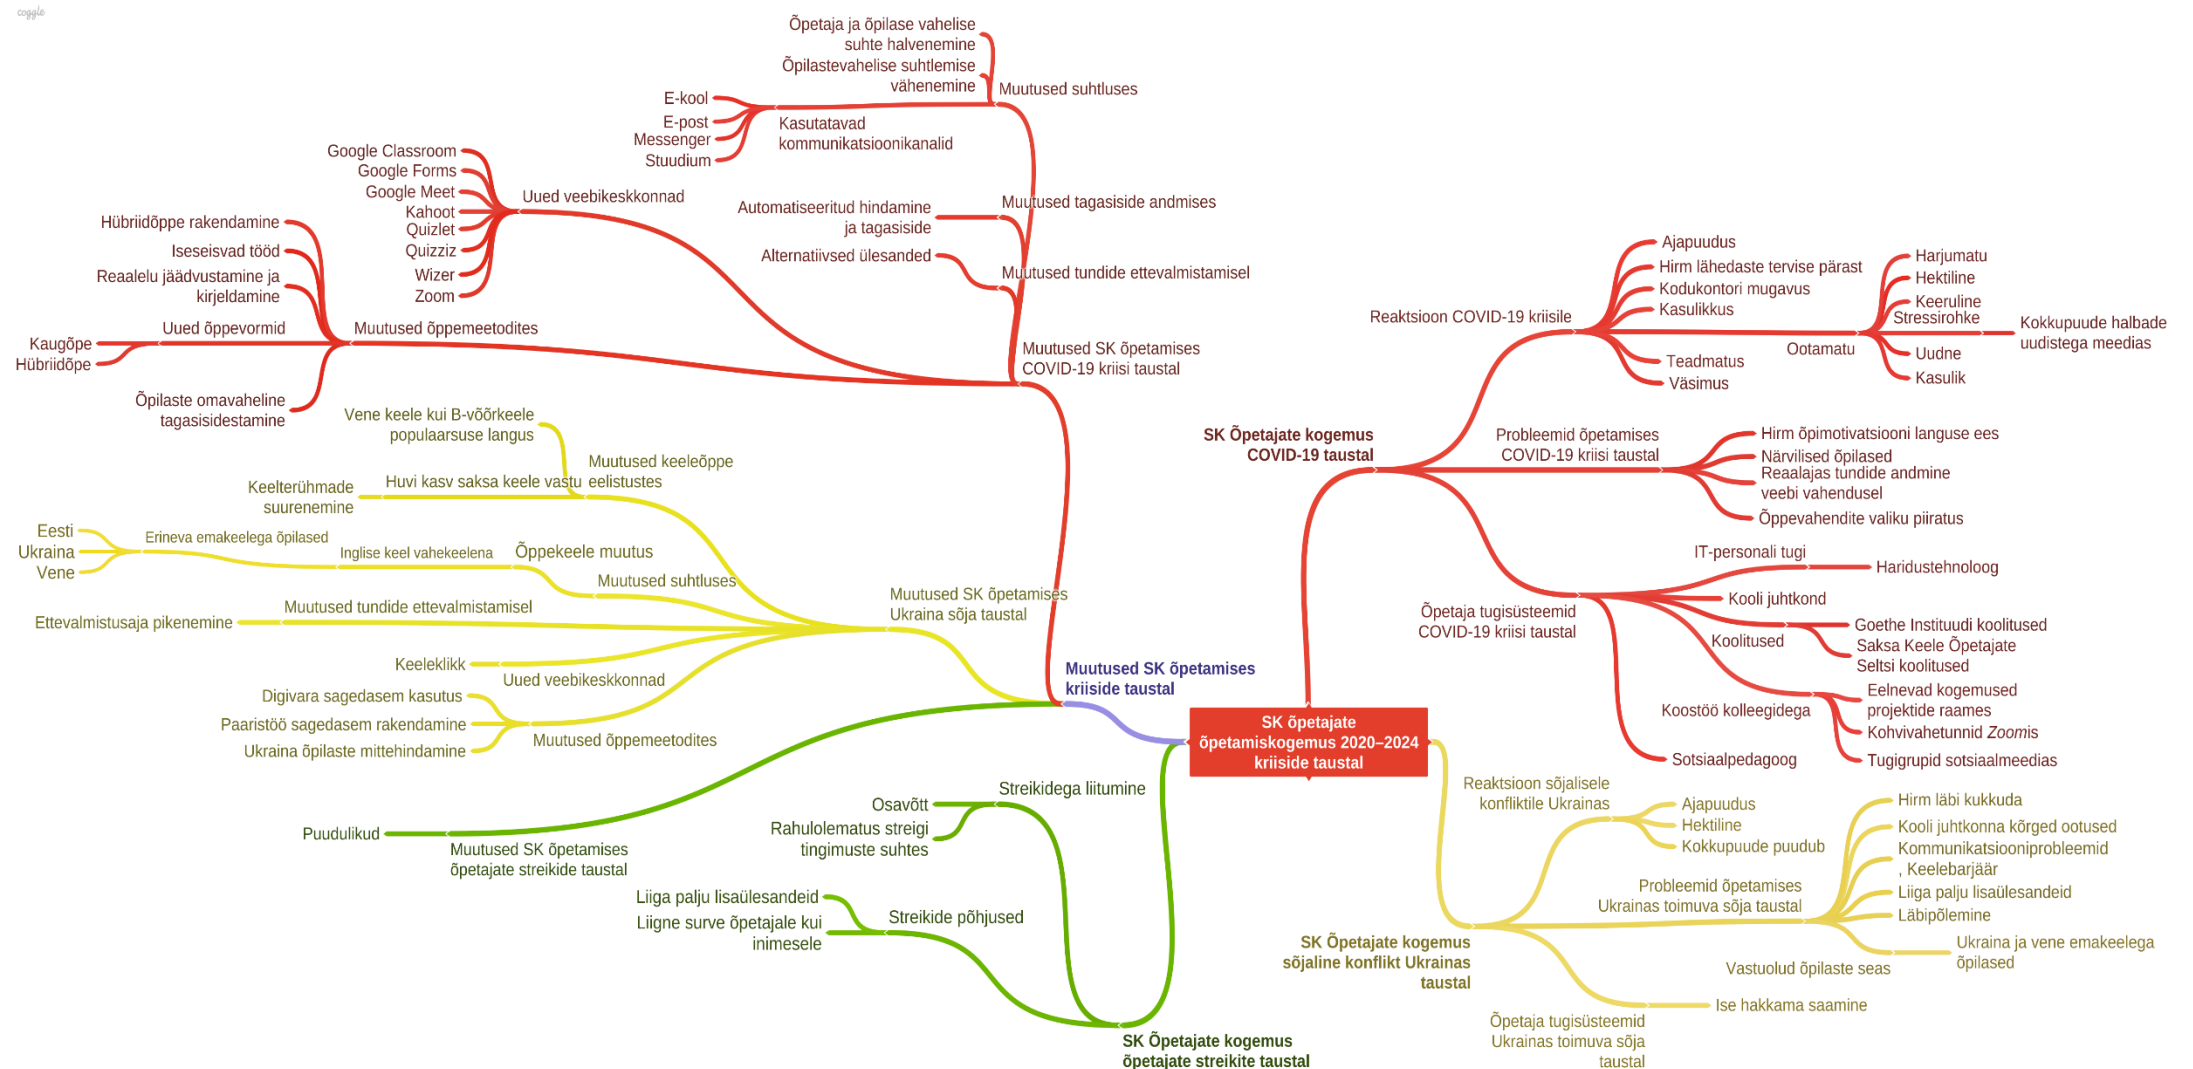 coggle
Õpetaja ja õpilase vahelise
suhte halvenemine
Õpilastevahelise suhtlemise
vähenemine
Muutused suhtluses
E-kool
E-post
Messenger
Stuudium
Kasutatavad
kommunikatsioonikanalid
Google Classroom
Google Forms
Google Meet
Kahoot
Quizlet
Quizziz
Wizer
Zoom
Uued veebikeskkonnad
Automatiseeritud hindamine
ja tagasiside
Muutused tagasiside andmises
Alternatiivsed ülesanded
Muutused tundide ettevalmistamisel
Hübriidõppe rakendamine
Iseseisvad tööd
Reaalelu jäädvustamine ja
kirjeldamine
Uued õppevormid
Kaugõpe
Hübriidõpe
Õpilaste omavaheline
tagasisidestamine
Muutused õppemeetodites
Muutused SK õpetamises
COVID-19 kriisi taustal
Vene keele kui B-võõrkeele
populaarsuse langus
Muutused keeleõppe
eelistustes
Huvi kasv saksa keele vastu
Keelterühmade
suurenemine
Eesti
Ukraina
Vene
Erineva emakeelega õpilased
Inglise keel vahekeelena
Õppekeele muutus
Muutused suhtluses
Muutused tundide ettevalmistamisel
Ettevalmistusaja pikenemine
Keeleklikk
Uued veebikeskkonnad
Digivara sagedasem kasutus
Paaristöö sagedasem rakendamine
Ukraina õpilaste mittehindamine
Muutused õppemeetodites
Muutused SK õpetamises
Ukraina sõja taustal
Muutused SK õpetamises
kriiside taustal
Puudulikud
Muutused SK õpetamises
õpetajate streikide taustal
Streikidega liitumine
Osavõtt
Rahulolematus streigi
tingimuste suhtes
Liiga palju lisaülesandeid
Liigne surve õpetajale kui
inimesele
Streikide põhjused
SK Õpetajate kogemus
õpetajate streikite taustal
SK õpetajate
õpetamiskogemus 2020–2024
kriiside taustal
SK Õpetajate kogemus
COVID-19 taustal
Reaktsioon COVID-19 kriisile
Ajapuudus
Hirm lähedaste tervise pärast
Kodukontori mugavus
Kasulikkus
Ootamatu
Harjumatu
Hektiline
Keeruline
Stressirohke
Kokkupuude halbade
uudistega meedias
Uudne
Kasulik
Teadmatus
Väsimus
Probleemid õpetamises
COVID-19 kriisi taustal
Hirm õpimotivatsiooni languse ees
Närvilised õpilased
Reaalajas tundide andmine
veebi vahendusel
Õppevahendite valiku piiratus
Õpetaja tugisüsteemid
COVID-19 kriisi taustal
IT-personali tugi
Haridustehnoloog
Kooli juhtkond
Koolitused
Goethe Instituudi koolitused
Saksa Keele Õpetajate
Seltsi koolitused
Koostöö kolleegidega
Eelnevad kogemused
projektide raames
Kohvivahetunnid Zoomis
Tugigrupid sotsiaalmeedias
Sotsiaalpedagoog
Reaktsioon sõjalisele
konfliktile Ukrainas
Ajapuudus
Hektiline
Kokkupuude puudub
Probleemid õpetamises
Ukrainas toimuva sõja taustal
Hirm läbi kukkuda
Kooli juhtkonna kõrged ootused
Kommunikatsiooniprobleemid
, Keelebarjäär
Liiga palju lisaülesandeid
Läbipõlemine
Vastuolud õpilaste seas
Ukraina ja vene emakeelega
õpilased
SK Õpetajate kogemus
sõjaline konflikt Ukrainas
taustal
Õpetaja tugisüsteemid
Ukrainas toimuva sõja
taustal
Ise hakkama saamine